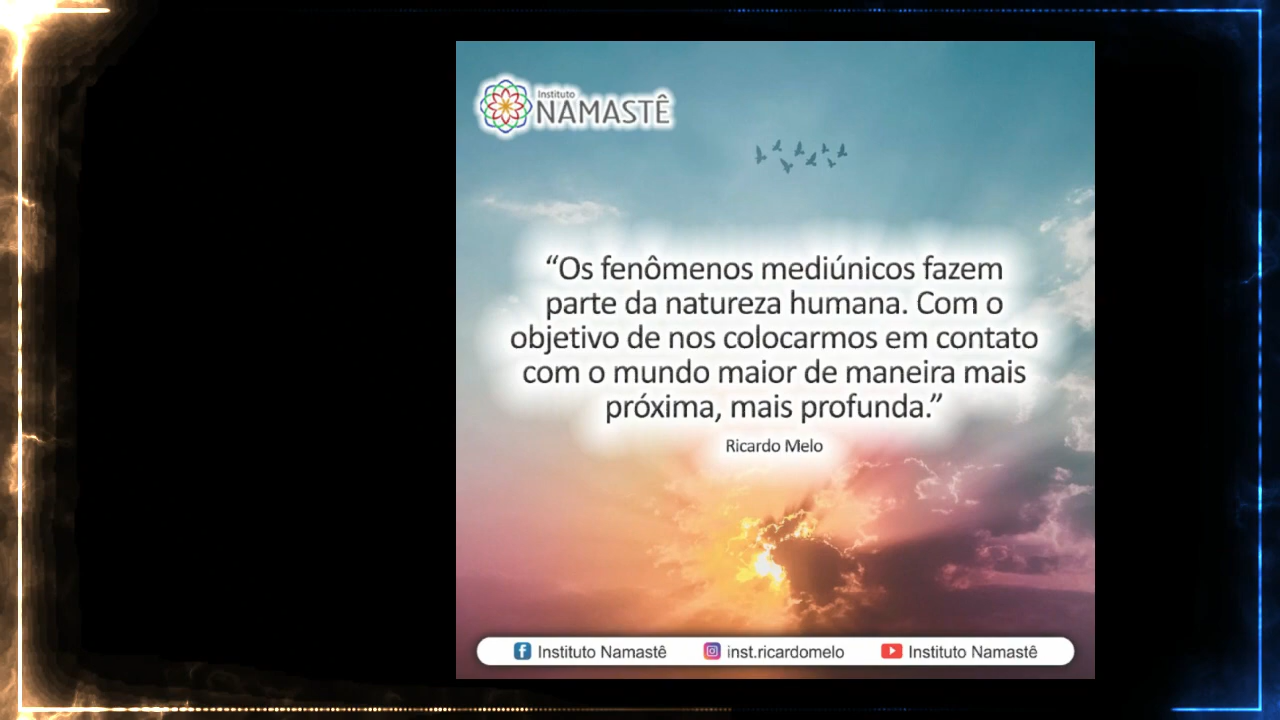 Instituto
NAMASTÊ
“Os fenômenos mediúnicos fazem
parte da natureza humana. Com o
objetivo de nos colocarmos em contato
com o mundo maior de maneira mais
próxima, mais profunda.”
Ricardo Melo
Instituto Namastê inst.ricardomelo Instituto Namastê